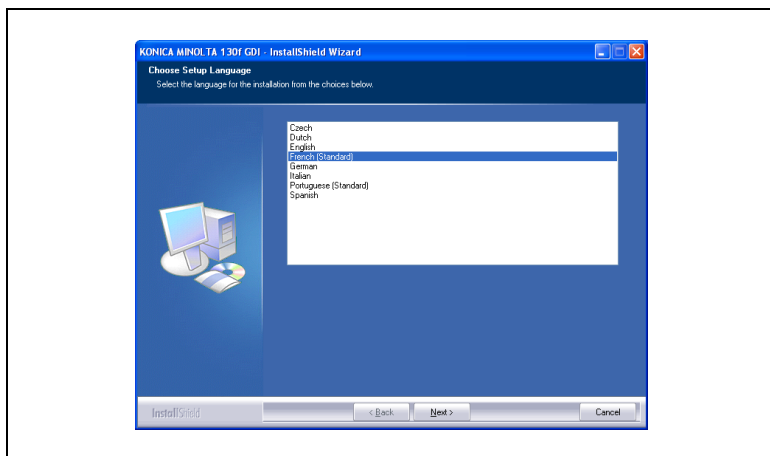 KONICA MINOLTA 130f GDI - InstallShield Wizard
Choose Setup Language
Select the language for the installation from the choices below.
Czech
Dutch
English
French (Standard)
German
Italian
Portuguese (Standard)
Spanish
InstallShield
< Back
Next >
Cancel